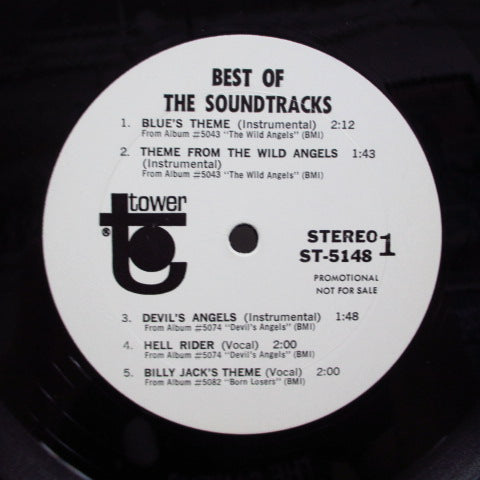 BEST OF
THE SOUNDTRACKS
1. BLUE'S THEME (Instrumental) 2:12
From Album #5043 "The Wild Angels" (BMI)
2. THEME FROM THE WILD ANGELS 1:43
(Instrumental)
From Album #5043 "The Wild Angels" (BMI)
tower
®
STEREO 1
ST-5148
PROMOTIONAL
NOT FOR SALE
3. DEVIL'S ANGELS (Instrumental) 1:48
From Album #5074 "Devil's Angels" (BMI)
4. HELL RIDER (Vocal) 2:00
From Album #5074 "Devil's Angels" (BMI)
5. BILLY JACK'S THEME (Vocal) 2:00
From Album #5082 "Born Losers" (BMI)